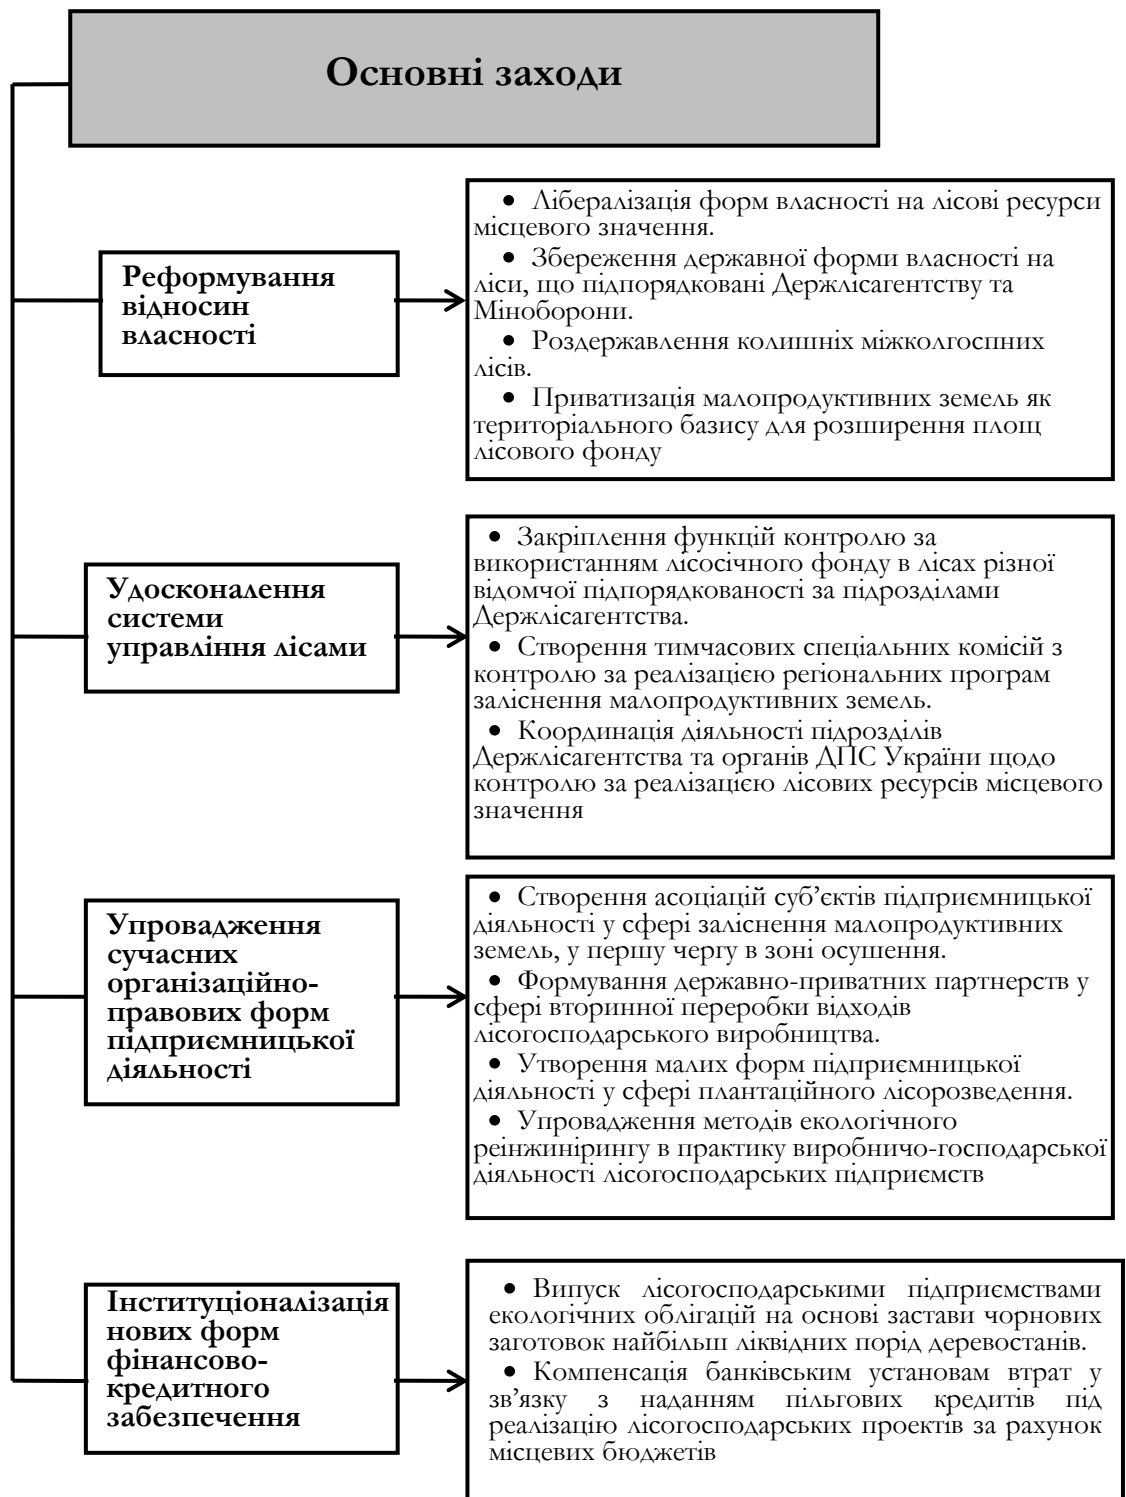 Основні заходи
Реформування
відносин
власності
• Лібералізація форм власності на лісові ресурси
місцевого значення.
• Збереження державної форми власності на
ліси, що підпорядковані Держлісагентству та
Міноборони.
• Роздержавлення колишніх міжколгоспних
лісів.
• Приватизація малопродуктивних земель як
територіального базису для розширення площ
лісового фонду
Удосконалення
системи
управління лісами
• Закріплення функцій контролю за
використанням лісосічного фонду в лісах різної
відомчої підпорядкованості за підрозділами
Держлісагентства.
• Створення тимчасових спеціальних комісій з
контролю за реалізацією регіональних програм
заліснення малопродуктивних земель.
• Координація діяльності підрозділів
Держлісагентства та органів ДПС України щодо
контролю за реалізацією лісових ресурсів місцевого
значення
Упровадження
сучасних
організаційно-
правових форм
підприємницької
діяльності
• Створення асоціацій суб’єктів підприємницької
діяльності у сфері заліснення малопродуктивних
земель, у першу чергу в зоні осушення.
• Формування державно-приватних партнерств у
сфері вторинної переробки відходів
лісогосподарського виробництва.
• Утворення малих форм підприємницької
діяльності у сфері плантаційного лісорозведення.
• Упровадження методів екологічного
реінжинірингу в практику виробничо-господарської
діяльності лісогосподарських підприємств
Інституціоналізація
нових форм
фінансово-
кредитного
забезпечення
• Випуск лісогосподарськими підприємствами
екологічних облігацій на основі застави чорнових
заготовок найбільш ліквідних порід деревостанів.
• Компенсація банківським установам втрат у
зв’язку з наданням пільгових кредитів під
реалізацію лісогосподарських проектів за рахунок
місцевих бюджетів